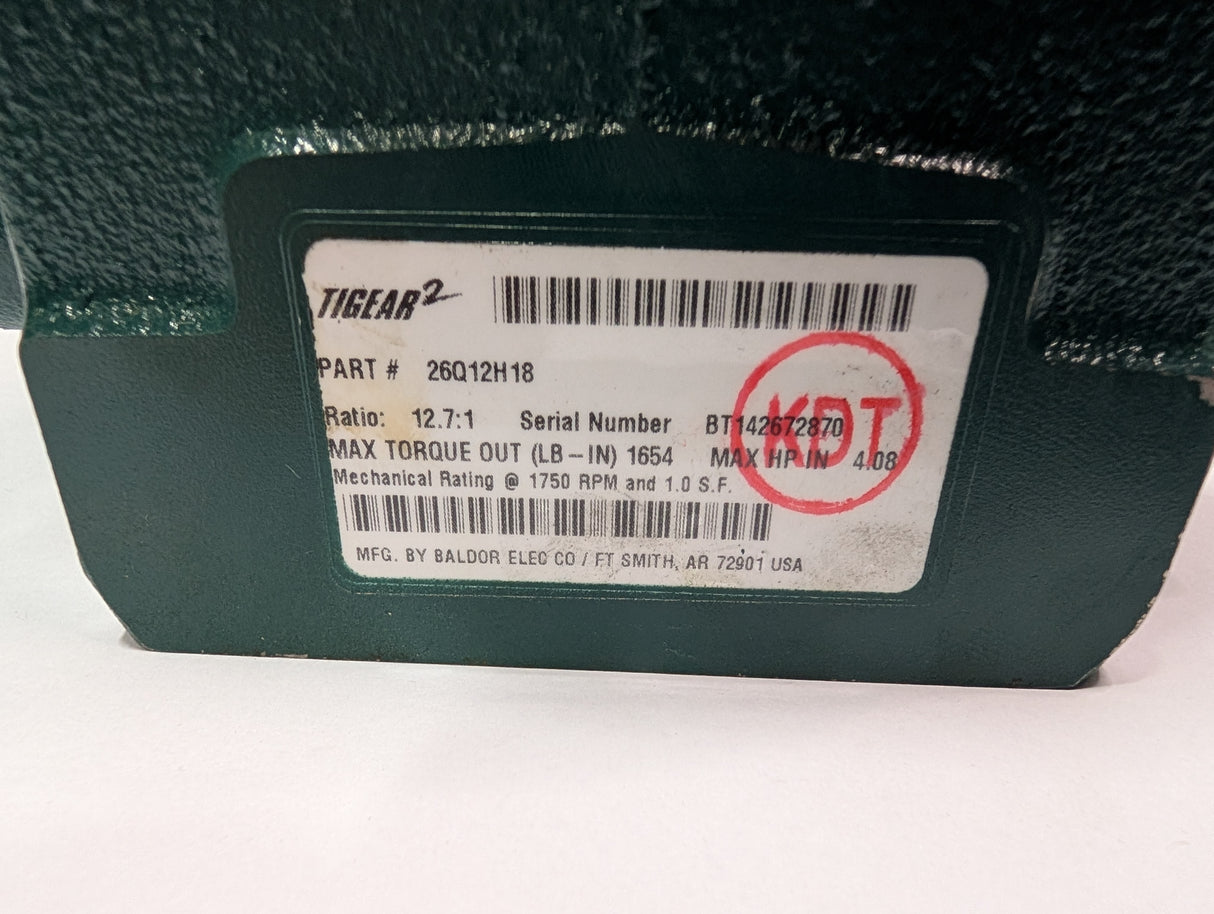 TIGEAR2
PART # 26Q12H18
Ratio: 12.7:1 Serial Number BT142672870
MAX TORQUE OUT (LB-IN) 1654 MAX HP IN 4.08
Mechanical Rating @ 1750 RPM and 1.0 S.F.
MFG. BY BALDOR ELEC CO / FT SMITH, AR 72901 USA
KDT